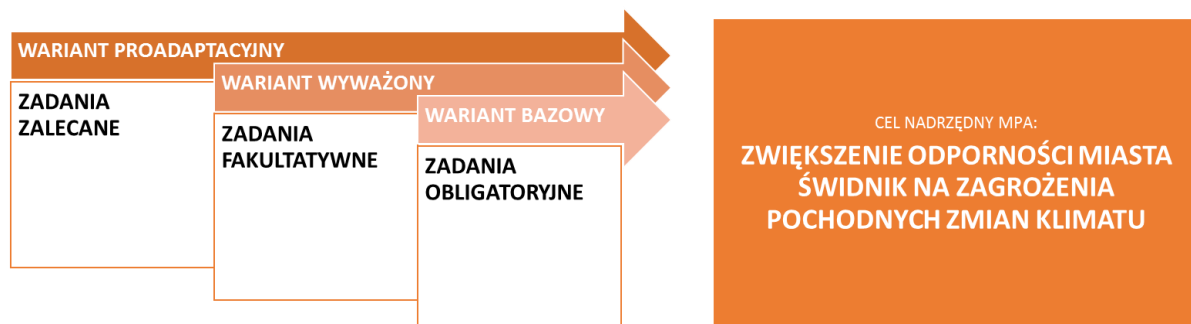 WARIANT PROADAPTACYJNY
ZADANIA
ZALECANE
WARIANT WYWAŻONY
ZADANIA
FAKULTATYWNE
WARIANT BAZOWY
ZADANIA
OBLIGATORYJNE
CEL NADRZĘDNY MPA:
ZWIĘKSZENIE ODPORNOŚCI MIASTA
ŚWIDNIK NA ZAGROŻENIA
POCHODNYCH ZMIAN KLIMATU